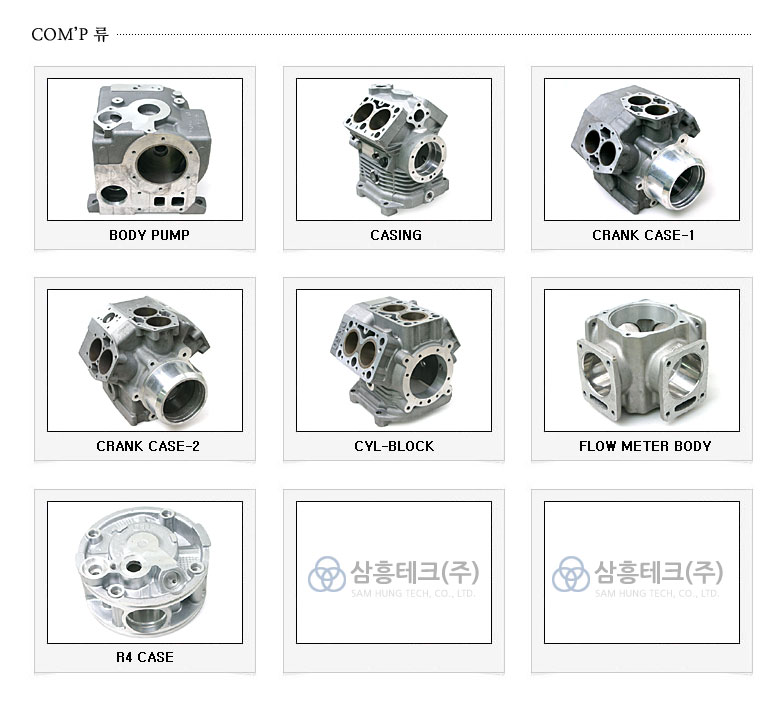 COM'P 류
BODY PUMP
CASING
CRANK CASE-1
CRANK CASE-2
CYL-BLOCK
FLOW METER BODY
R4 CASE
삼흥테크(주)
SAM HUNG TECH, CO., LTD.
삼흥테크(주)
SAM HUNG TECH, CO., LTD.